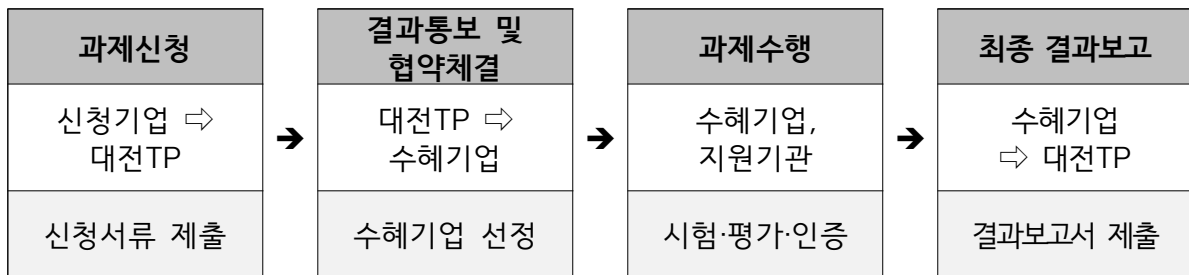 과제신청
신청기업 ⇨
대전TP
신청서류 제출
➔
결과통보 및
협약체결
대전TP ⇨
수혜기업
수혜기업 선정
➔
과제수행
수혜기업,
지원기관
시험·평가·인증
➔
최종 결과보고
수혜기업
⇨ 대전TP
결과보고서 제출